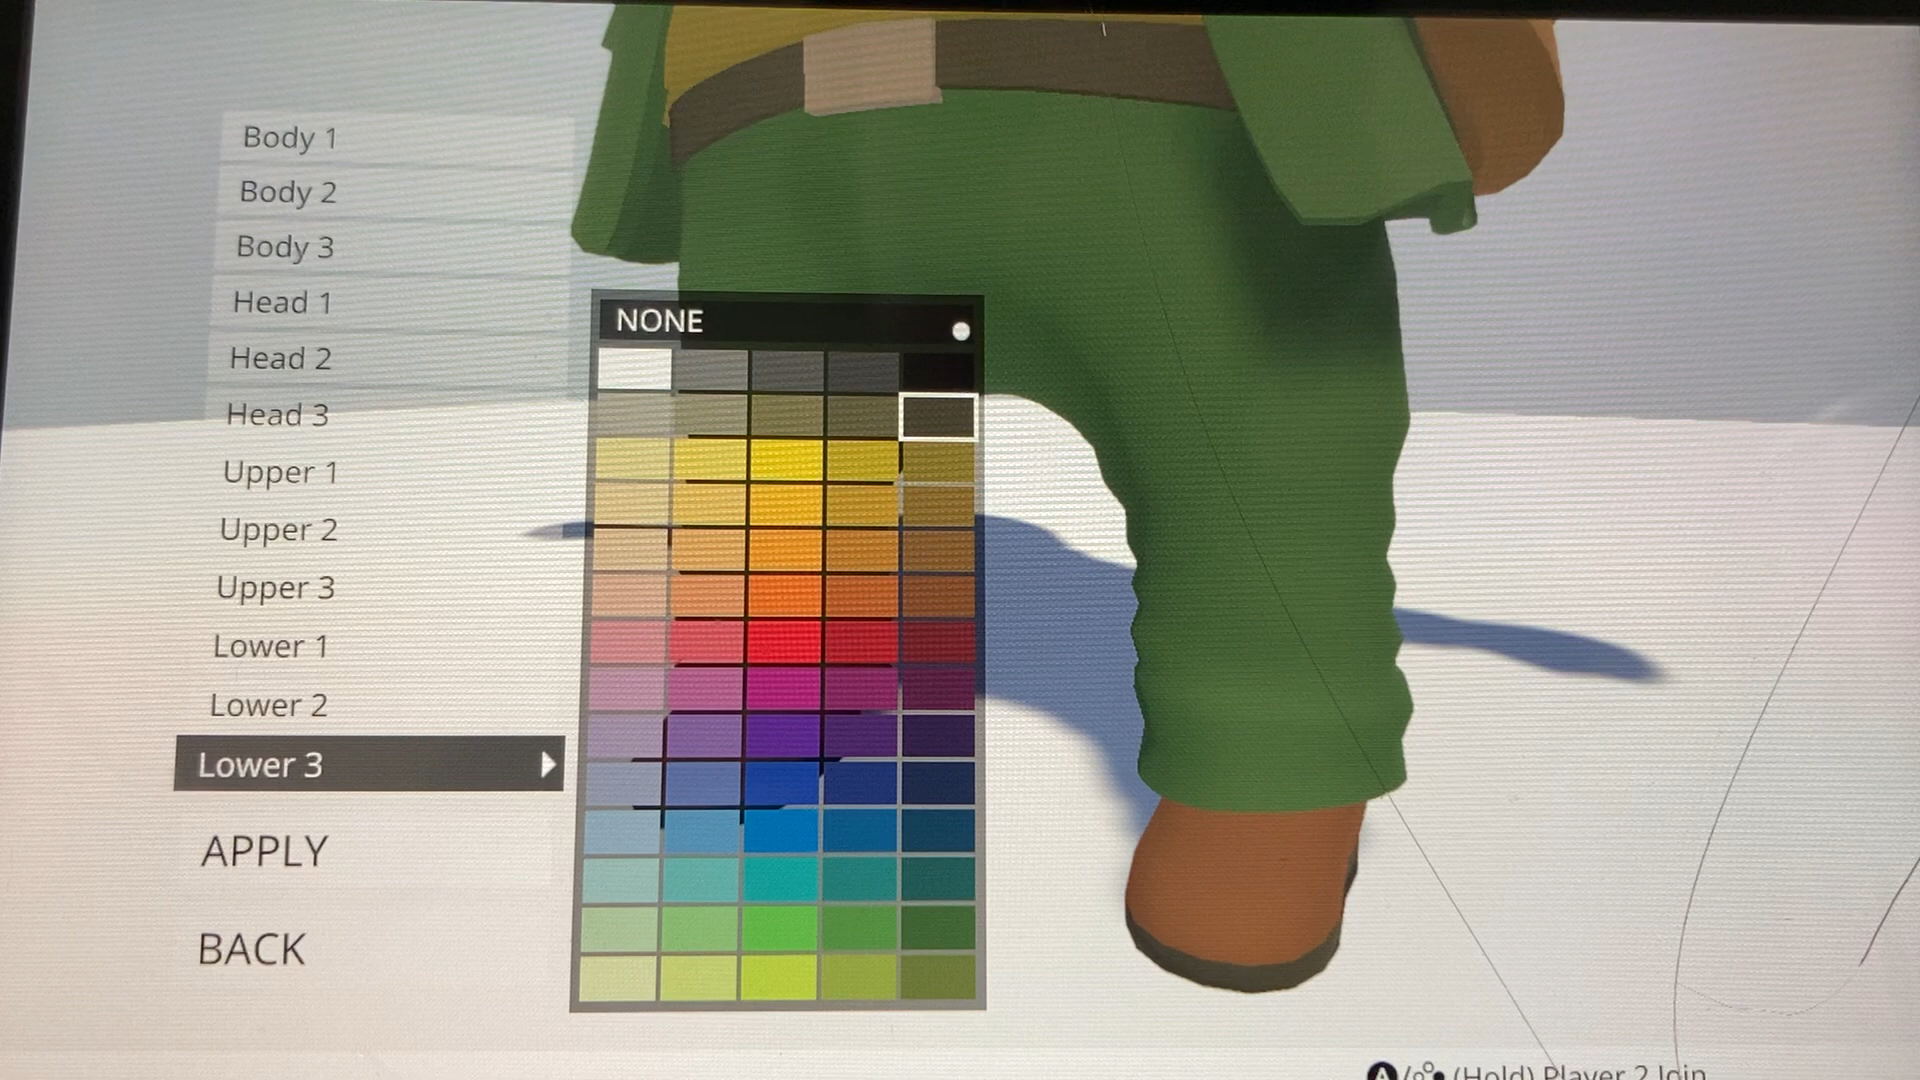 Body 1
Body 2
Body 3
Head 1
Head 2
Head 3
Upper 1
Upper 2
Upper 3
Lower 1
Lower 2
Lower 3
APPLY
BACK
NONE
A/ (Hold) Player 2 Join